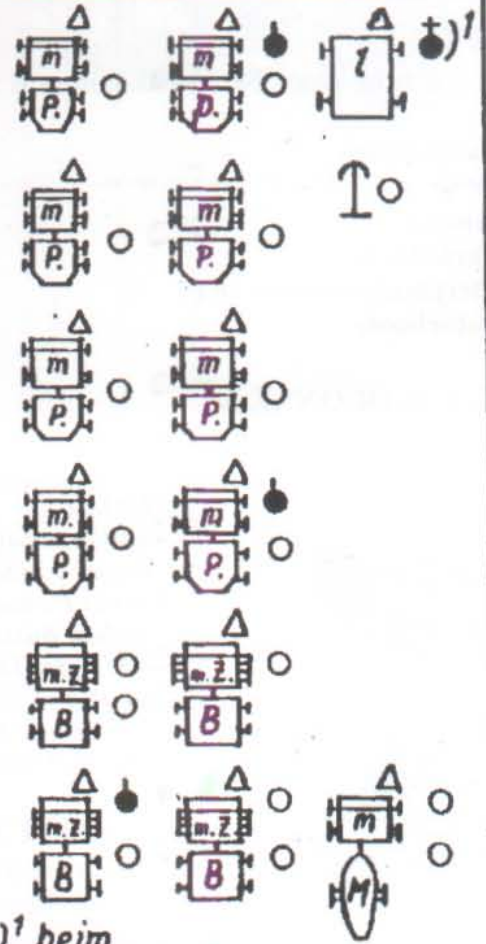 m m l )¹
P. P.
m m
P. P.
m m
P. P.
m. m
P. P.
m.Z m.Z.
B B
m.Z. m.Z. m
B B M
)¹ beim